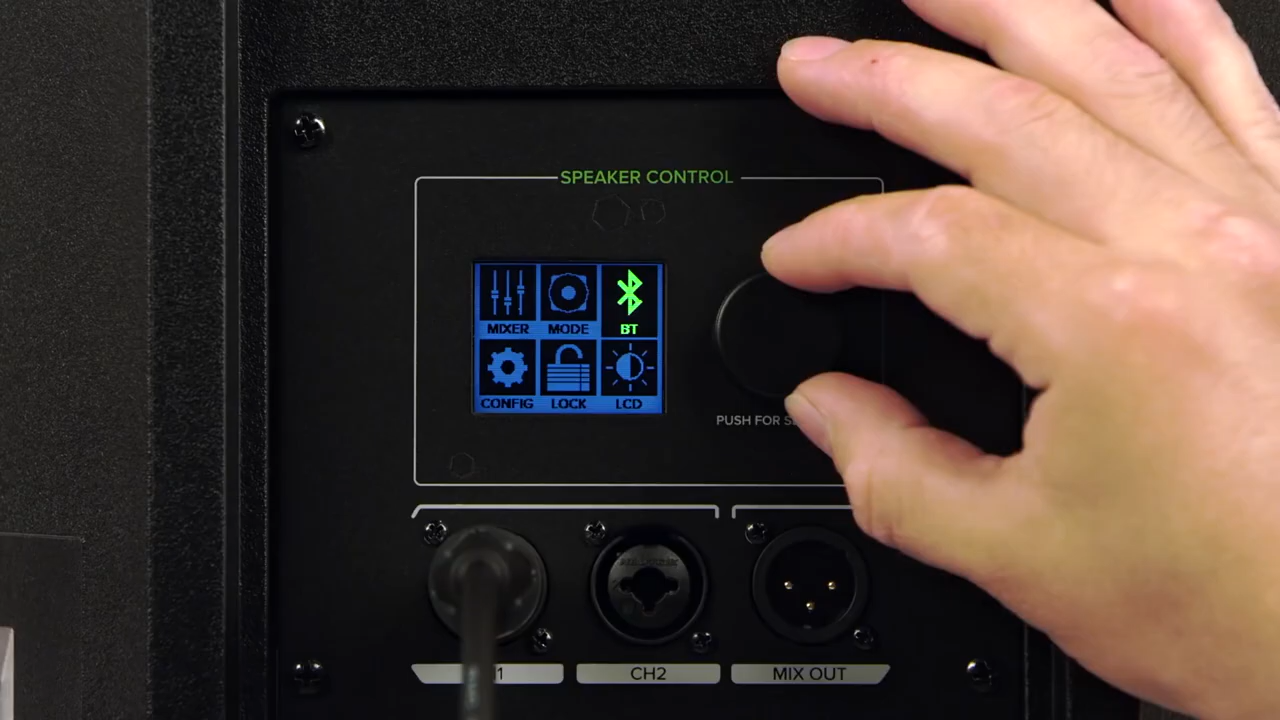 SPEAKER CONTROL
MIXER MODE BT
CONFIG LOCK LCD
PUSH FOR
CH2
MIX OUT